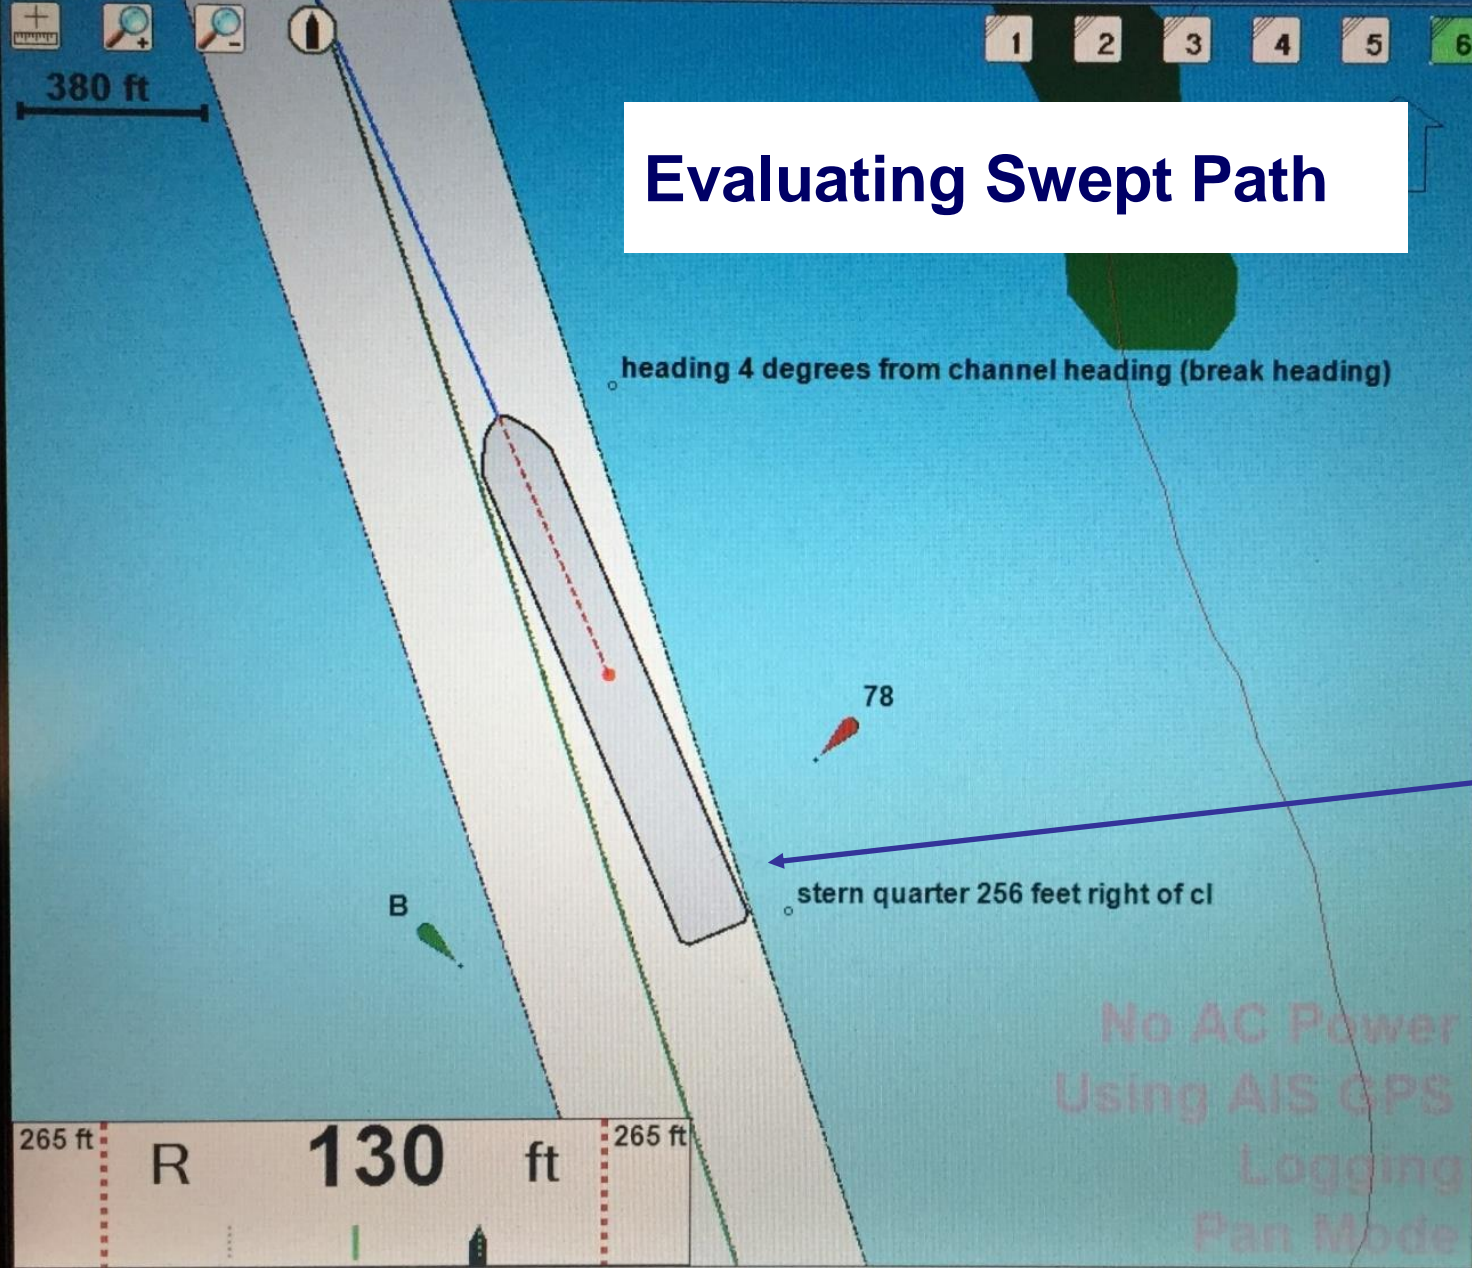 1 2 3 4 5 6
380 ft
Evaluating Swept Path
heading 4 degrees from channel heading (break heading)
78
stern quarter 256 feet right of cl
B
No AC Power
Using AIS GPS
Logging
Pan Mode
265 ft R 130 ft 265 ft